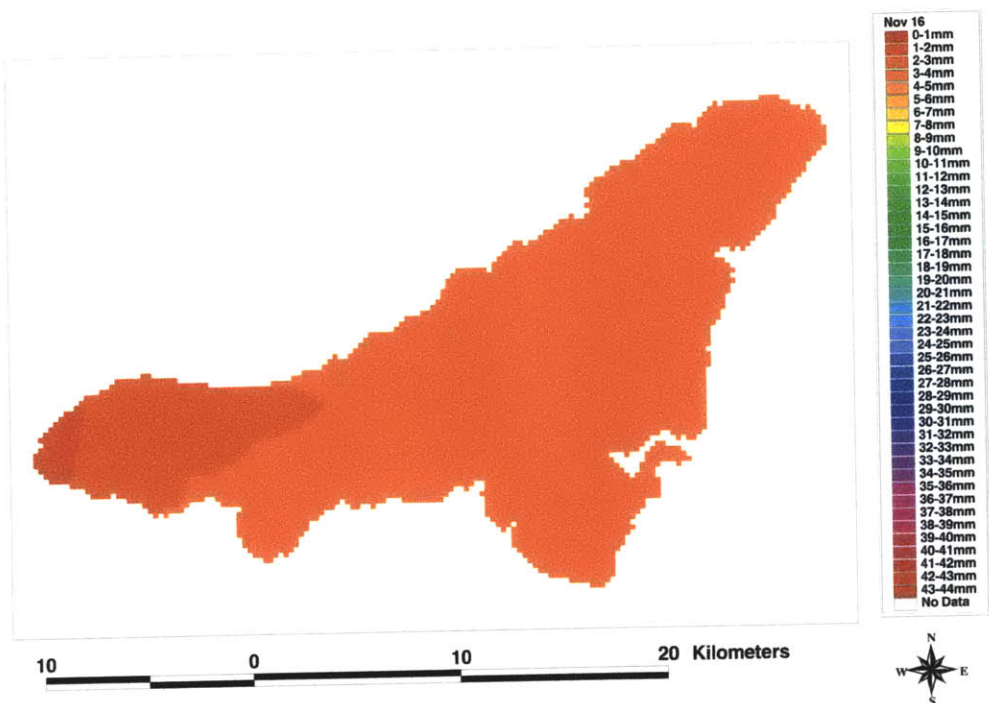 Nov 16
0-1mm
1-2mm
2-3mm
3-4mm
4-5mm
5-6mm
6-7mm
7-8mm
8-9mm
9-10mm
10-11mm
11-12mm
12-13mm
13-14mm
14-15mm
15-16mm
16-17mm
17-18mm
18-19mm
19-20mm
20-21mm
21-22mm
22-23mm
23-24mm
24-25mm
25-26mm
26-27mm
27-28mm
28-29mm
29-30mm
30-31mm
31-32mm
32-33mm
33-34mm
34-35mm
35-36mm
36-37mm
37-38mm
38-39mm
39-40mm
40-41mm
41-42mm
42-43mm
43-44mm
No Data
10 0 10 20 Kilometers
N
W E
S